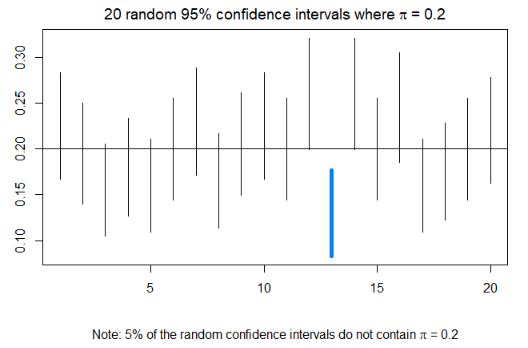 20 random 95% confidence intervals where π = 0.2
0.30
0.25
0.20
0.15
0.10
5 10 15 20
Note: 5% of the random confidence intervals do not contain π = 0.2